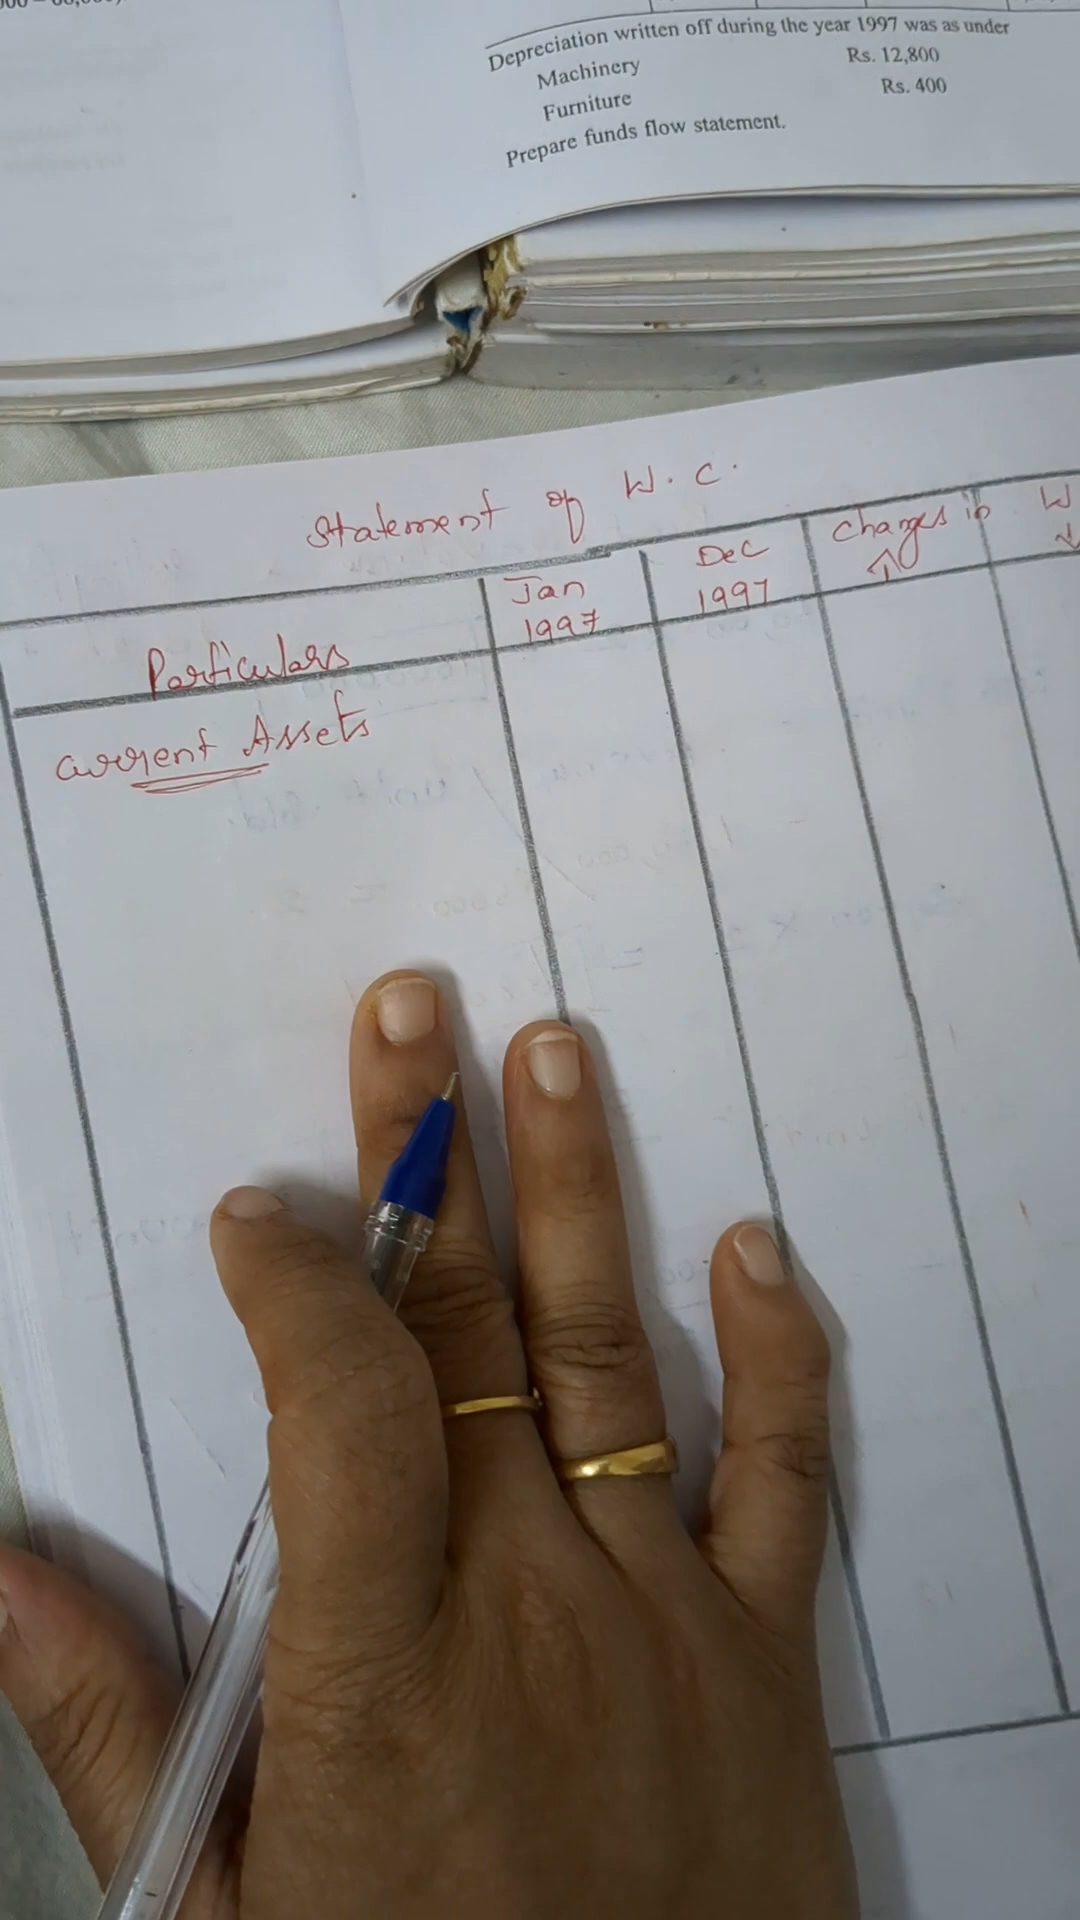 Depreciation written off during the year 1997 was as under
Machinery Rs. 12,800
Furniture Rs. 400
Prepare funds flow statement.
Statement of W.C.
Particulars Jan 1997 Dec 1997 Changes in W
↑ ↓
Current Assets